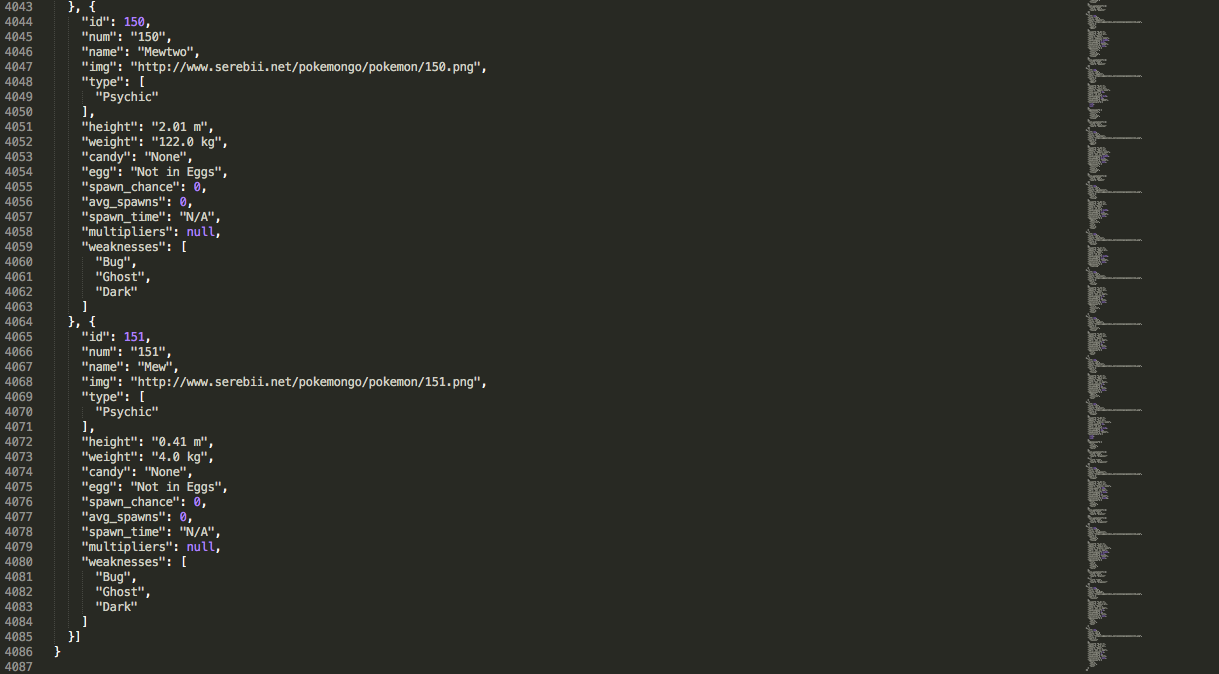 4043 }, {
4044 "id": 150,
4045 "num": "150",
4046 "name": "Mewtwo",
4047 "img": "http://www.serebii.net/pokemongo/pokemon/150.png",
4048 "type": [
4049 "Psychic"
4050 ],
4051 "height": "2.01 m",
4052 "weight": "122.0 kg",
4053 "candy": "None",
4054 "egg": "Not in Eggs",
4055 "spawn_chance": 0,
4056 "avg_spawns": 0,
4057 "spawn_time": "N/A",
4058 "multipliers": null,
4059 "weaknesses": [
4060 "Bug",
4061 "Ghost",
4062 "Dark"
4063 ]
4064 }, {
4065 "id": 151,
4066 "num": "151",
4067 "name": "Mew",
4068 "img": "http://www.serebii.net/pokemongo/pokemon/151.png",
4069 "type": [
4070 "Psychic"
4071 ],
4072 "height": "0.41 m",
4073 "weight": "4.0 kg",
4074 "candy": "None",
4075 "egg": "Not in Eggs",
4076 "spawn_chance": 0,
4077 "avg_spawns": 0,
4078 "spawn_time": "N/A",
4079 "multipliers": null,
4080 "weaknesses": [
4081 "Bug",
4082 "Ghost",
4083 "Dark"
4084 ]
4085 }]
4086 }
4087